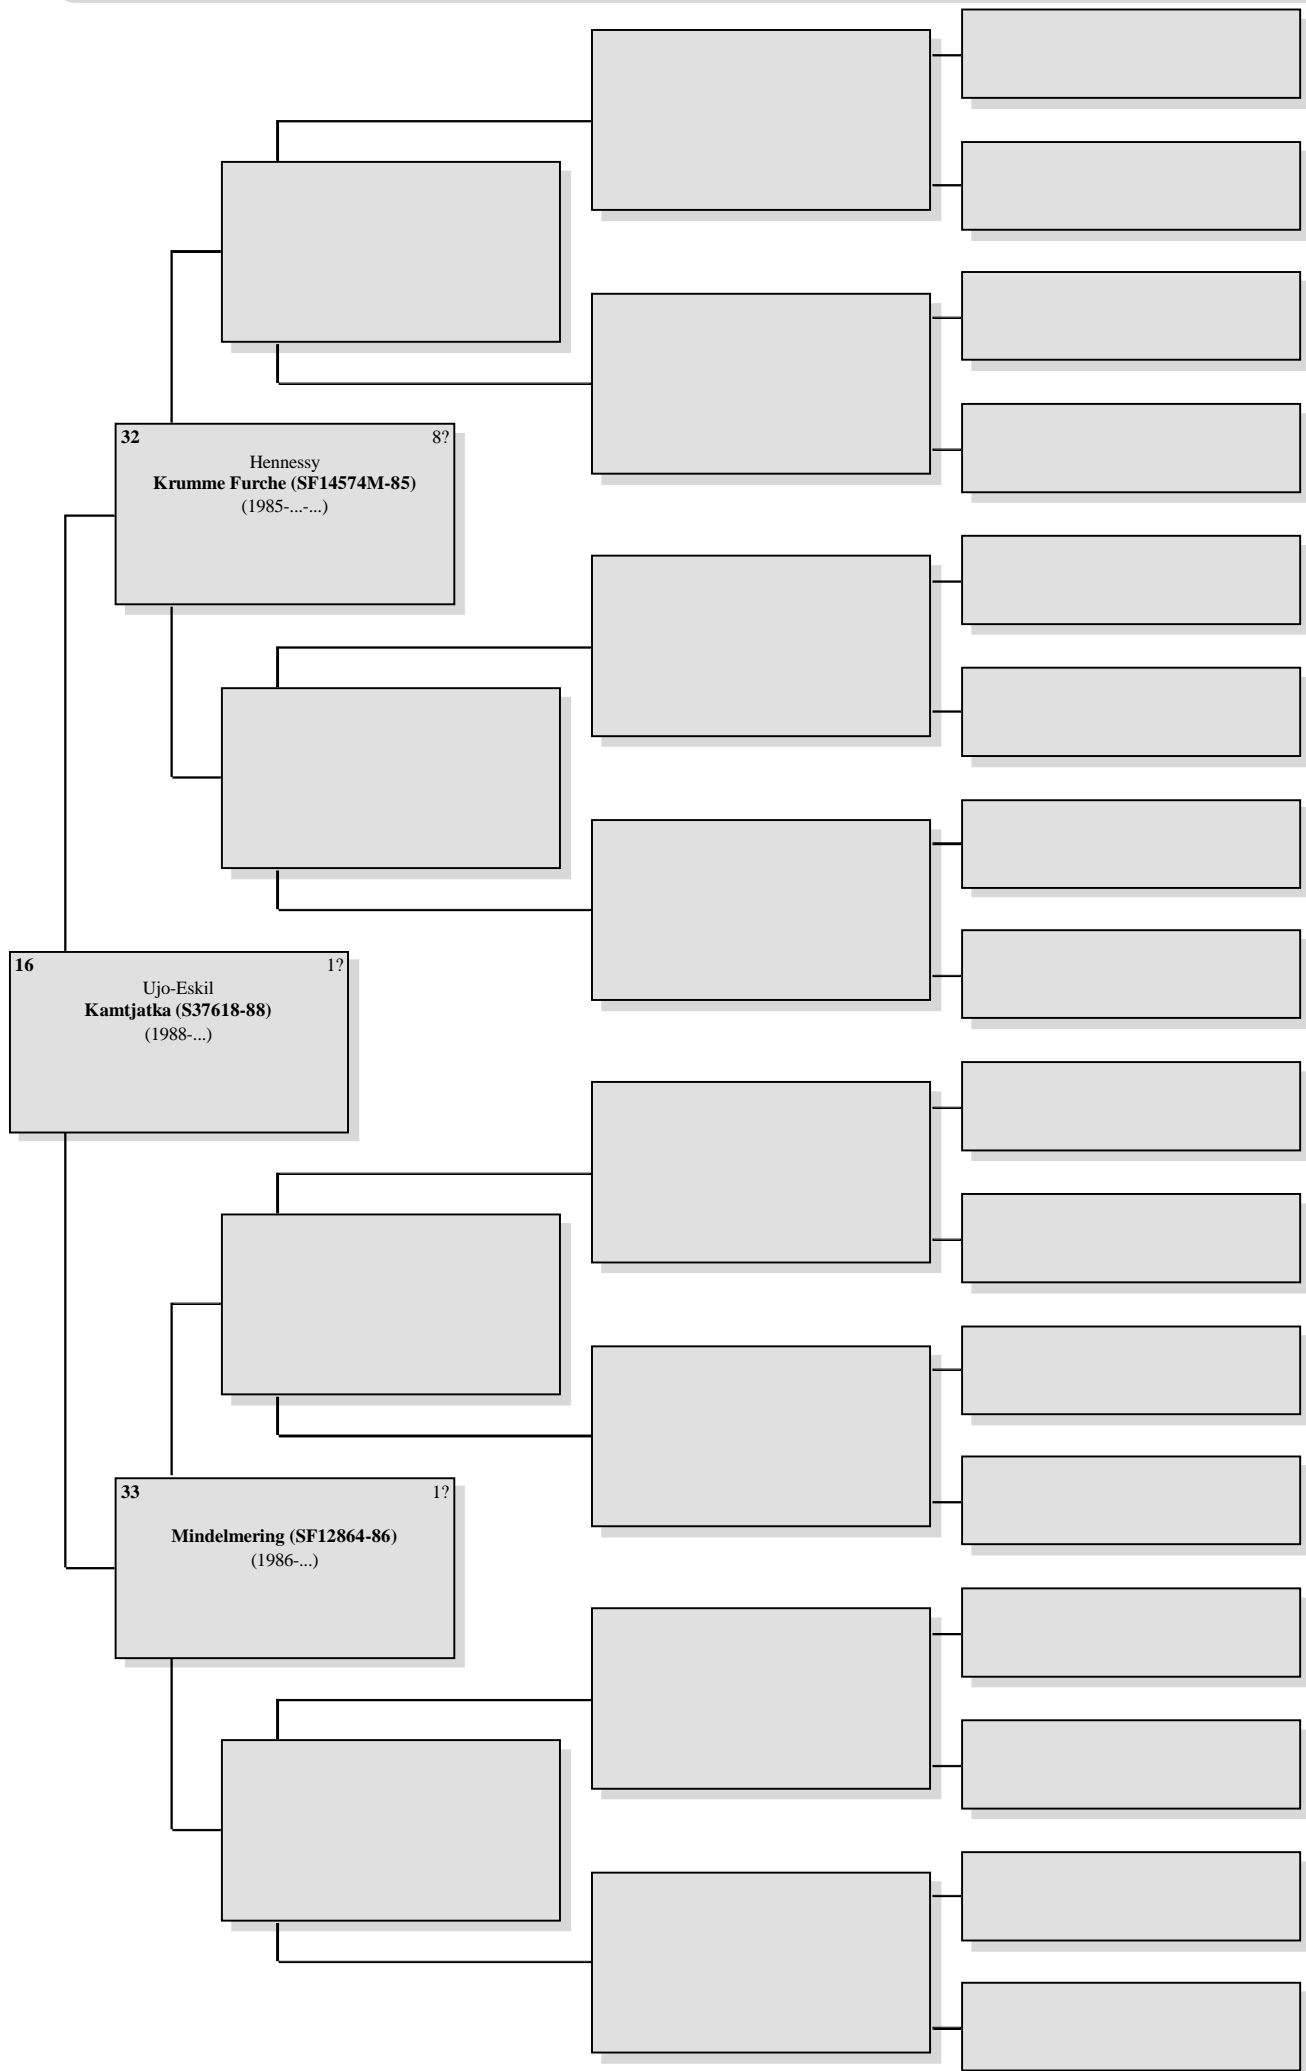 32 8?
Hennessy
Krumme Furche (SF14574M-85)
(1985-...-...)
16 1?
Ujo-Eskil
Kamtjatka (S37618-88)
(1988-...)
33 1?
Mindelmering (SF12864-86)
(1986-...)